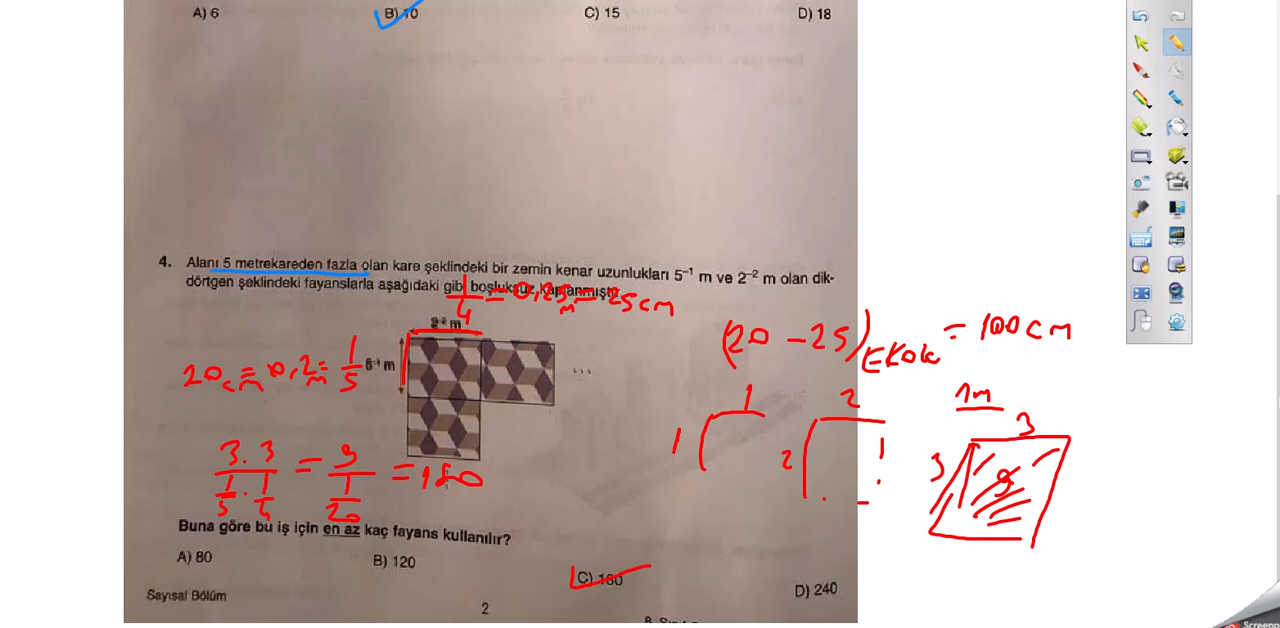 A) 6 B) 10 C) 15 D) 18
4. Alanı 5 metrekareden fazla olan kare şeklindeki bir zemin kenar uzunlukları 5⁻¹ m ve 2⁻² m olan dik-
dörtgen şeklindeki fayanslarla aşağıdaki gibi boşluksuz kaplanmıştır.
1/4 = 0,25 m = 25 cm
2⁻² m
(20 - 25) EKOK = 100 cm
20 cm = 0,2 m = 1/5
5⁻¹ m
...
1 2 1m
3
1 2 3 9
3.3 / (1/5 . 1/4) = 9 / (1/20) = 180
Buna göre bu iş için en az kaç fayans kullanılır?
A) 80 B) 120 C) 180 D) 240
Sayısal Bölüm
2